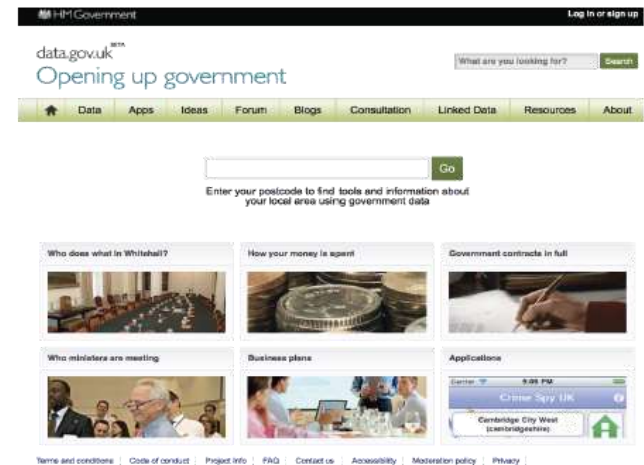 HM Government
Log in or sign up
data.gov.uk BETA
Opening up government
What are you looking for?
Search
Data Apps Ideas Forum Blogs Consultation Linked Data Resources About
Go
Enter your postcode to find tools and information about
your local area using government data
Who does what in Whitehall?
How your money is spent
Government contracts in full
Who ministers are meeting
Business plans
Applications
Carrier 9:05 PM
Crime Spy UK
Cambridge City West
(cambridgeshire)
Terms and conditions Code of conduct Project info FAQ Contact us Accessibility Moderation policy Privacy